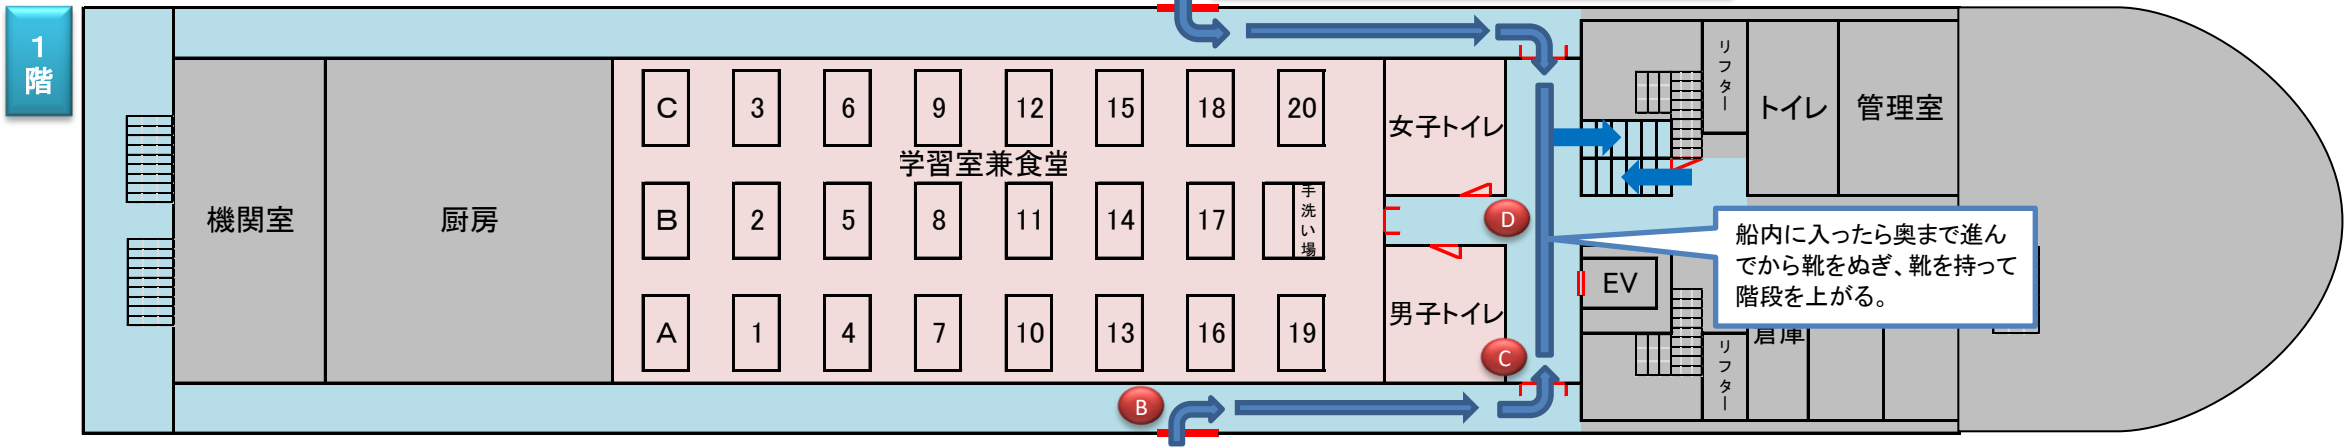 1
階
機関室
厨房
C
3
6
9
12
15
18
20
学習室兼食堂
B
2
5
8
11
14
17
手洗い場
A
1
4
7
10
13
16
19
女子トイレ
男子トイレ
D
C
B
リフター
トイレ
管理室
EV
船内に入ったら奥まで進ん
でから靴をぬぎ、靴を持って
階段を上がる。
倉庫
リフター